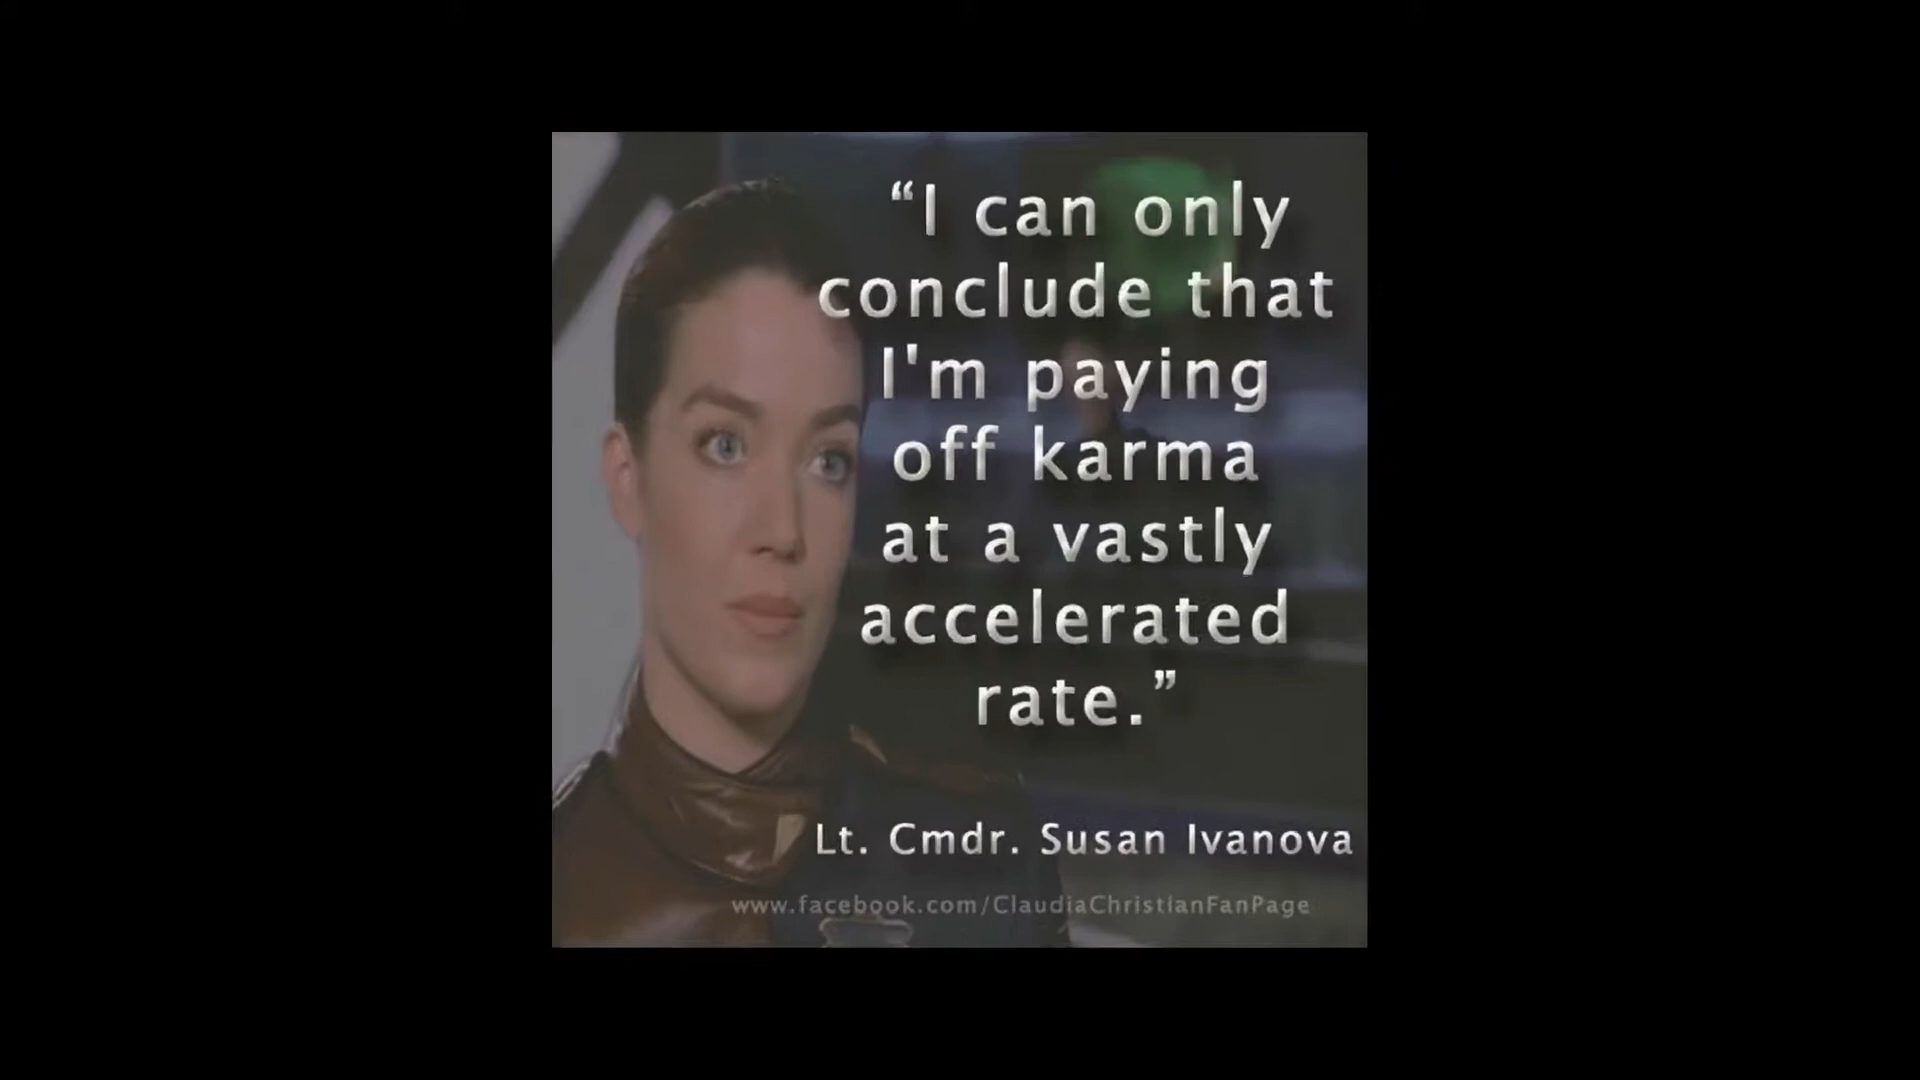 “I can only
conclude that
I'm paying
off karma
at a vastly
accelerated
rate.”
Lt. Cmdr. Susan Ivanova
www.facebook.com/ClaudiaChristianFanPage